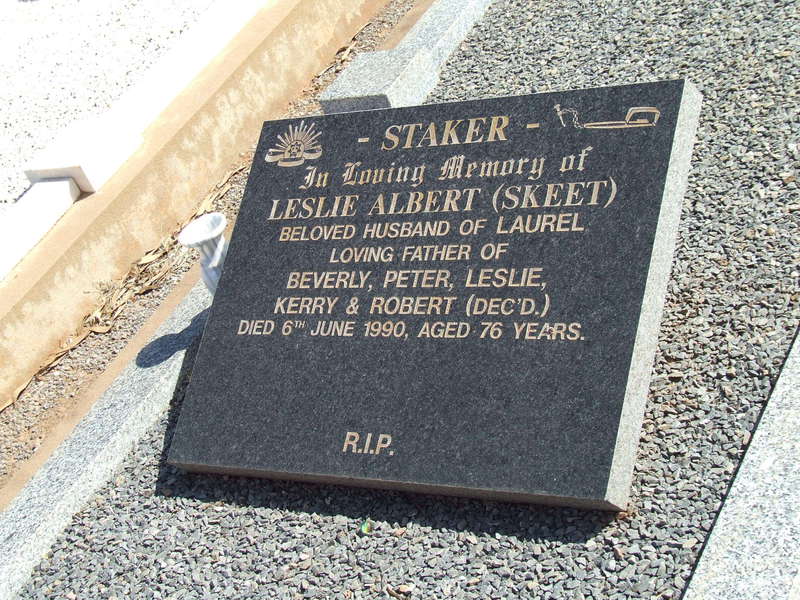 - STAKER -
In Loving Memory of
LESLIE ALBERT (SKEET)
BELOVED HUSBAND OF LAUREL
LOVING FATHER OF
BEVERLY, PETER, LESLIE,
KERRY & ROBERT (DEC'D.)
DIED 6TH JUNE 1990, AGED 76 YEARS.
R.I.P.